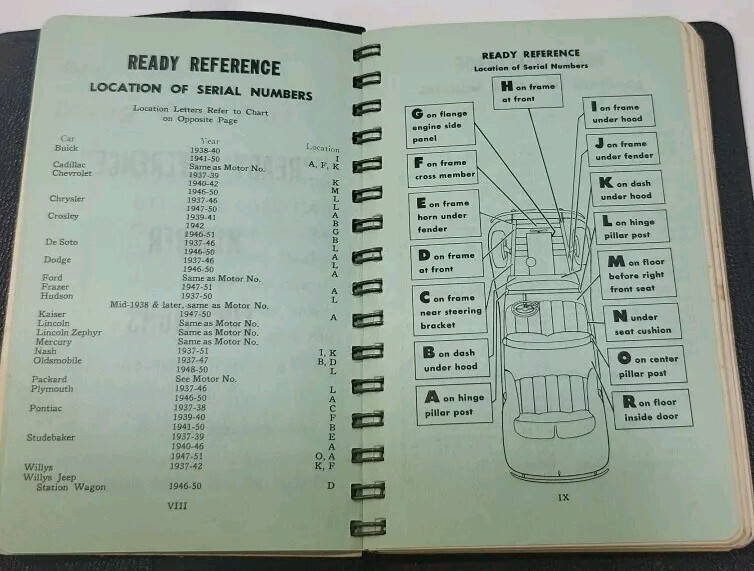 READY REFERENCE
LOCATION OF SERIAL NUMBERS
Location Letters Refer to Chart
on Opposite Page
Car Year Location
Buick 1938-40 I
1941-50 A, F, K
Cadillac Same as Motor No.
Chevrolet 1937-39 K
1940-42 M
1946-50 L
Chrysler 1937-46 L
1947-50 A
Crosley 1939-41 B
1942 G
1946-51 B
De Soto 1937-46 L
1946-50 A
Dodge 1937-46 L
1946-50 A
Ford Same as Motor No.
Frazer 1947-51 A
Hudson 1937-50 L
Mid-1938 & later, same as Motor No.
Kaiser 1947-50 A
Lincoln Same as Motor No.
Lincoln Zephyr Same as Motor No.
Mercury Same as Motor No.
Nash 1937-51 I, K
Oldsmobile 1937-47 B, D
1948-50 L
Packard See Motor No.
Plymouth 1937-46 L
1946-50 A
Pontiac 1937-38 C
1939-40 F
1941-50 B
Studebaker 1937-39 E
1940-46 A
1947-51 O, A
Willys 1937-42 K, F
Willys Jeep
Station Wagon 1946-50 D
VIII
READY REFERENCE
Location of Serial Numbers
H on frame
at front
G on flange
engine side
panel
F on frame
cross member
E on frame
horn under
fender
D on frame
at front
C on frame
near steering
bracket
B on dash
under hood
A on hinge
pillar post
I on frame
under hood
J on frame
under fender
K on dash
under hood
L on hinge
pillar post
M on floor
before right
front seat
N under
seat cushion
O on center
pillar post
R on floor
inside door
IX